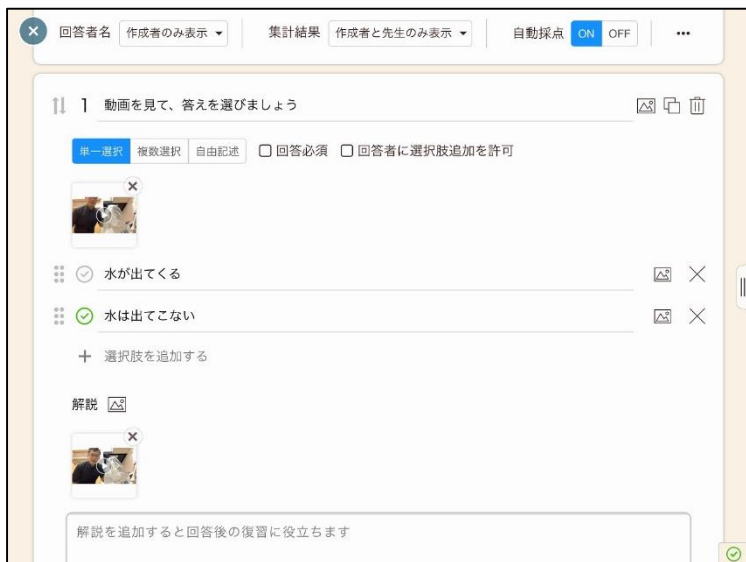 回答者名 作成者のみ表示 集計結果 作成者と先生のみ表示 自動採点 ON OFF
1 動画を見て、答えを選びましょう
単一選択 複数選択 自由記述 回答必須 回答者に選択肢追加を許可
水が出てくる
水は出てこない
+ 選択肢を追加する
解説
解説を追加すると回答後の復習に役立ちます